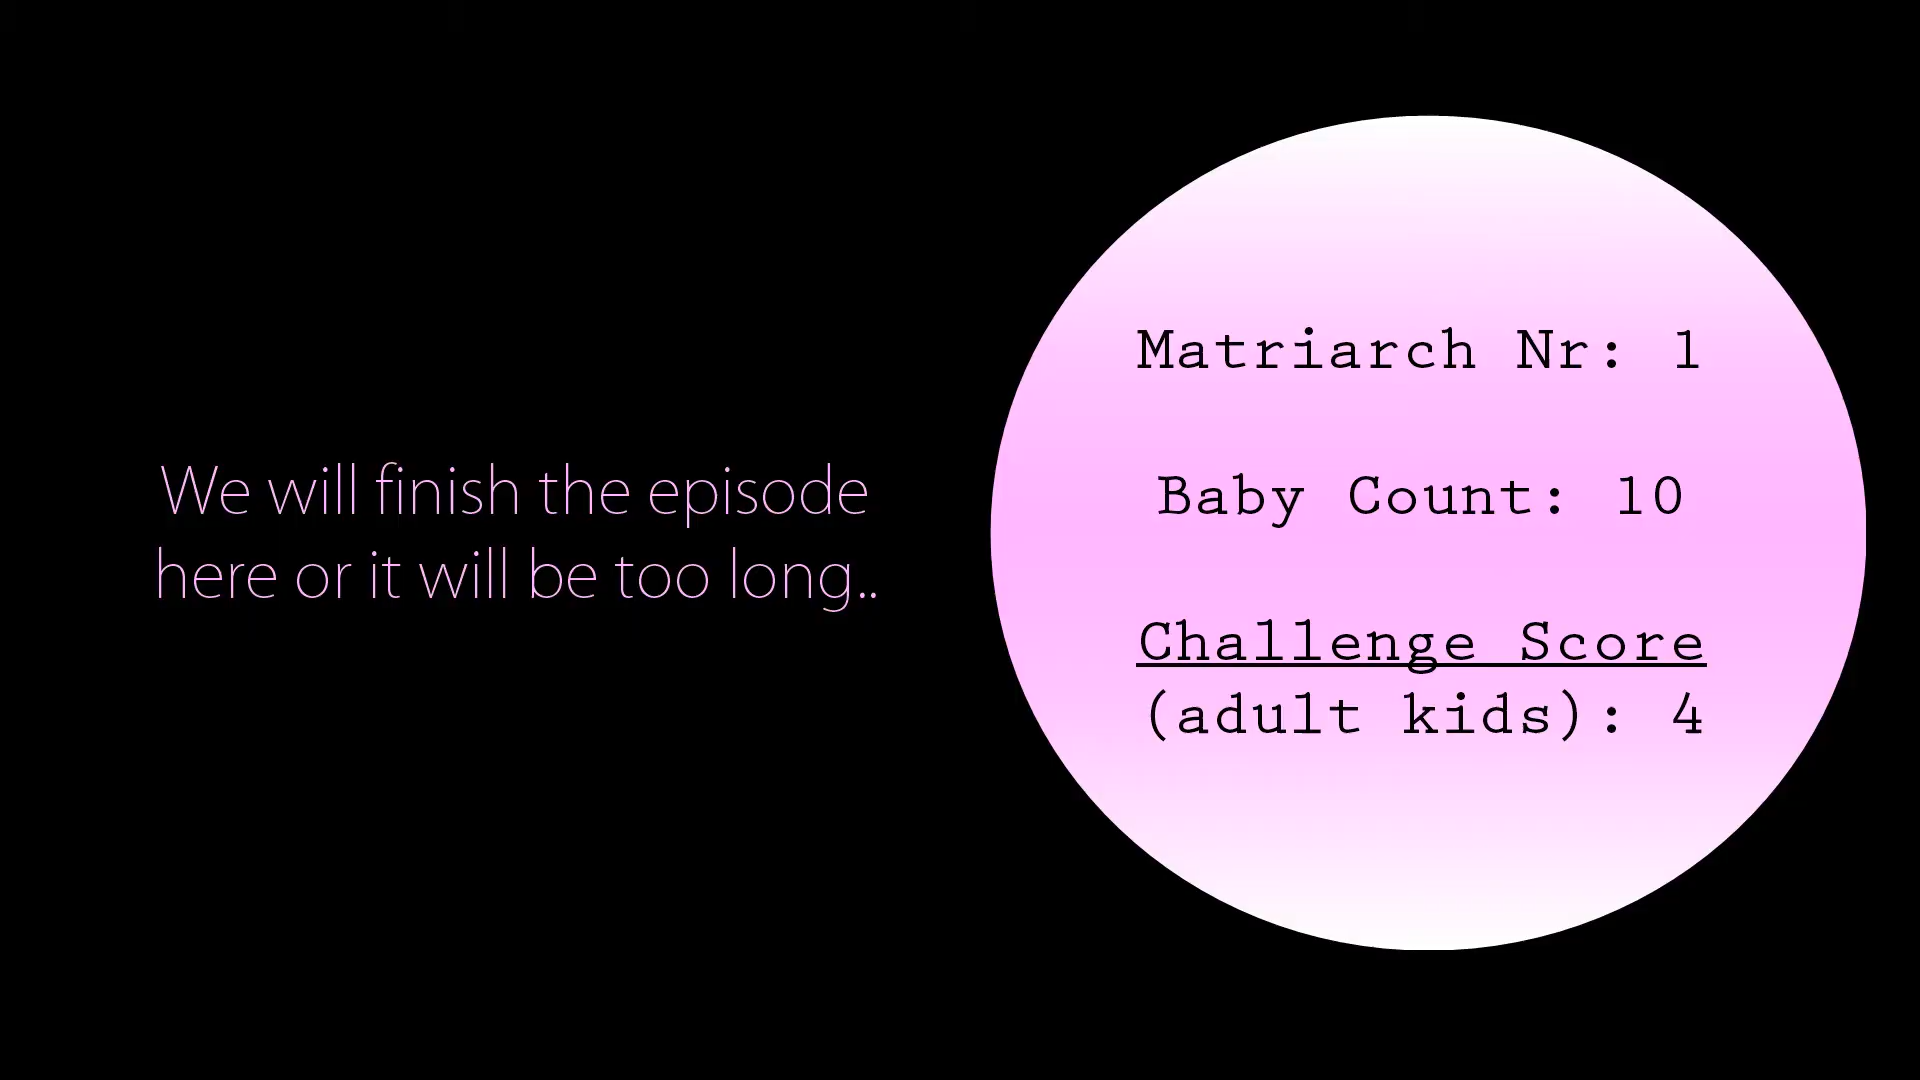 We will finish the episode
here or it will be too long..
Matriarch Nr: 1
Baby Count: 10
Challenge Score
(adult kids): 4